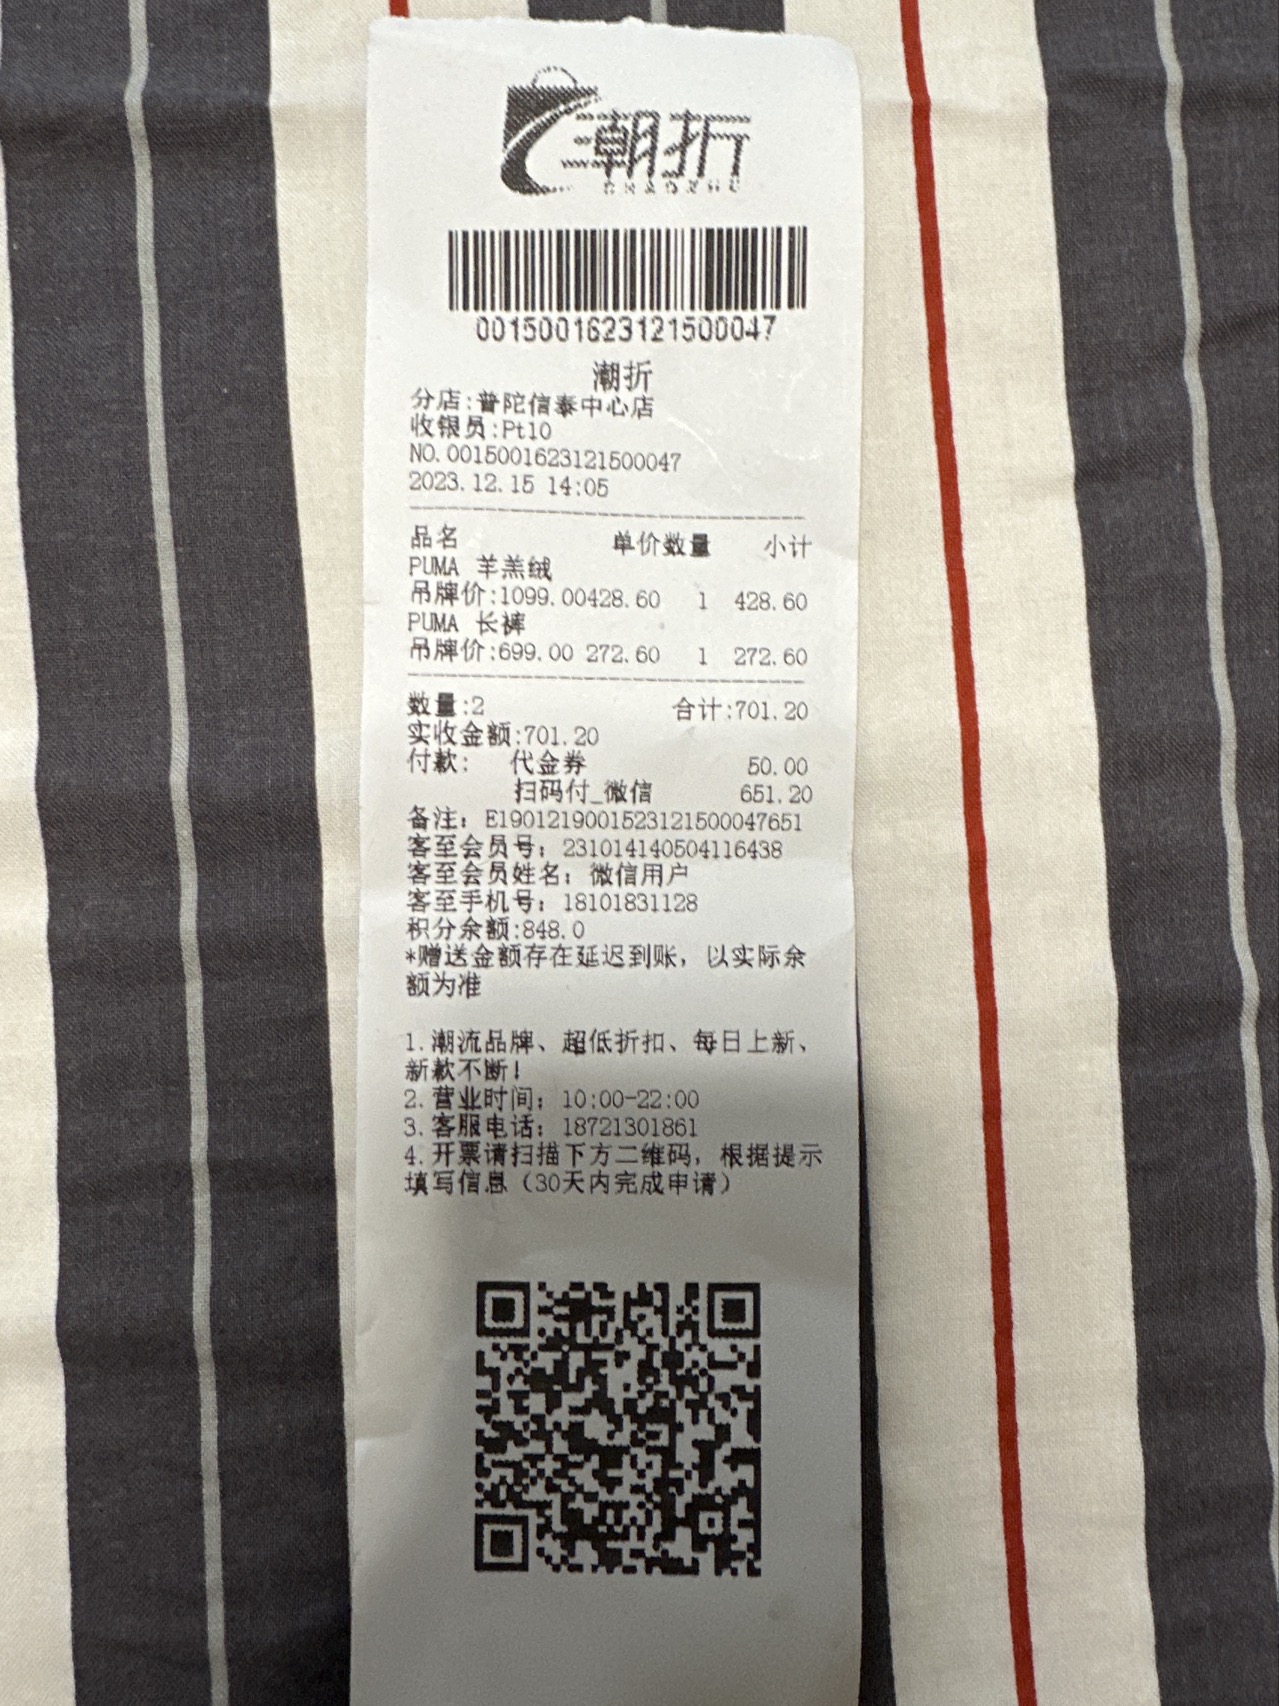 潮折
0015001623121500047
潮折
分店:普陀信泰中心店
收银员:Pt10
NO.0015001623121500047
2023.12.15 14:05
品名 单价数量 小计
PUMA 羊羔绒
吊牌价:1099.00428.60 1 428.60
PUMA 长裤
吊牌价:699.00 272.60 1 272.60
数量:2 合计:701.20
实收金额:701.20
付款: 代金券 50.00
扫码付_微信 651.20
备注: E1901219001523121500047651
客至会员号: 231014140504116438
客至会员姓名: 微信用户
客至手机号: 18101831128
积分余额:848.0
*赠送金额存在延迟到账, 以实际余
额为准
1.潮流品牌、超低折扣、每日上新、
新款不断!
2.营业时间: 10:00-22:00
3.客服电话: 18721301861
4.开票请扫描下方二维码, 根据提示
填写信息(30天内完成申请)